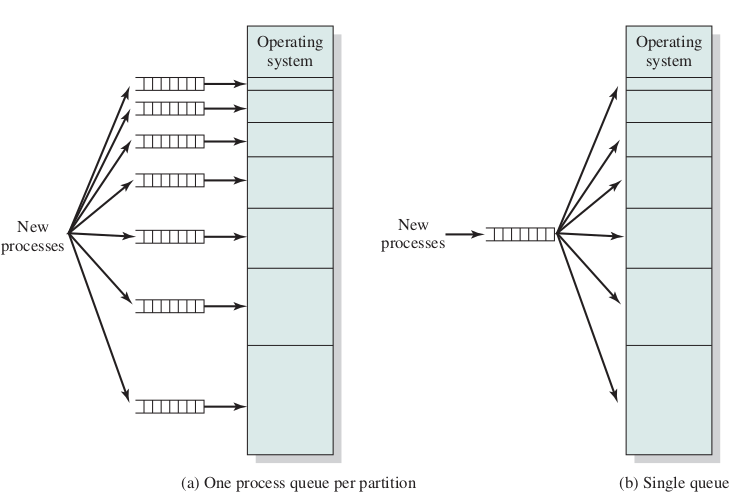 Operating
system
New
processes
(a) One process queue per partition
Operating
system
New
processes
(b) Single queue